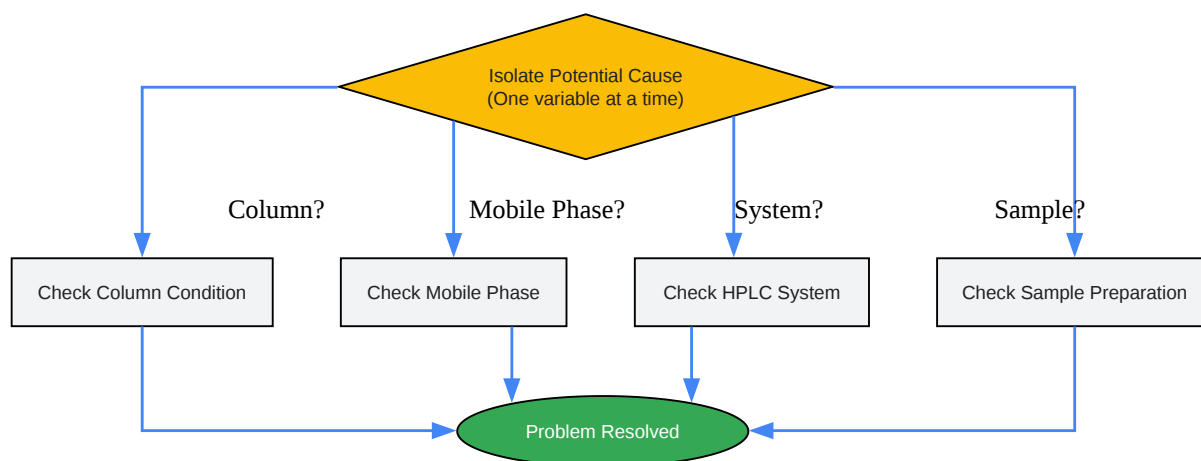 Isolate Potential Cause
(One variable at a time)
Column?
Mobile Phase?
System?
Sample?
Check Column Condition
Check Mobile Phase
Check HPLC System
Check Sample Preparation
Problem Resolved